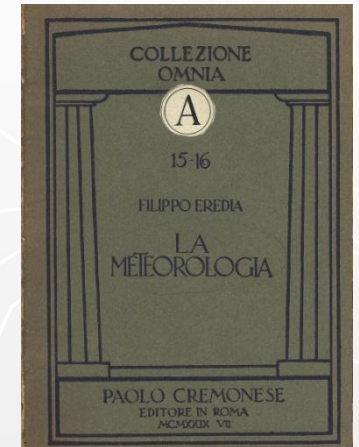 COLLEZIONE
OMNIA
A
15-16
FILIPPO EREDIA
LA
METEOROLOGIA
PAOLO CREMONESE
EDITORE IN ROMA
MCMXXIX VII